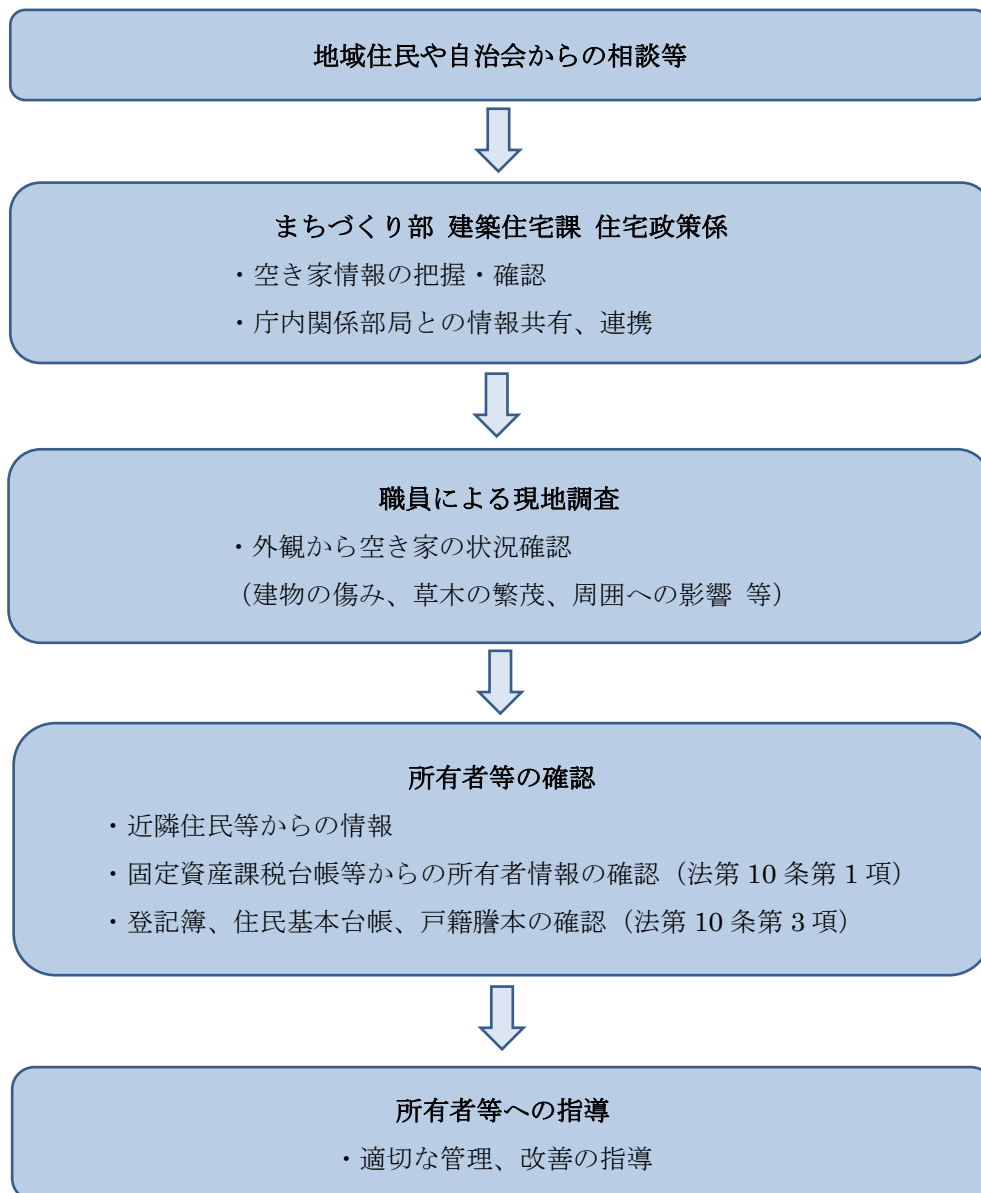 地域住民や自治会からの相談等
まちづくり部 建築住宅課 住宅政策係
・空き家情報の把握・確認
・庁内関係部局との情報共有、連携
職員による現地調査
・外観から空き家の状況確認
（建物の傷み、草木の繁茂、周囲への影響 等）
所有者等の確認
・近隣住民等からの情報
・固定資産課税台帳等からの所有者情報の確認（法第 10 条第 1 項）
・登記簿、住民基本台帳、戸籍謄本の確認（法第 10 条第 3 項）
所有者等への指導
・適切な管理、改善の指導